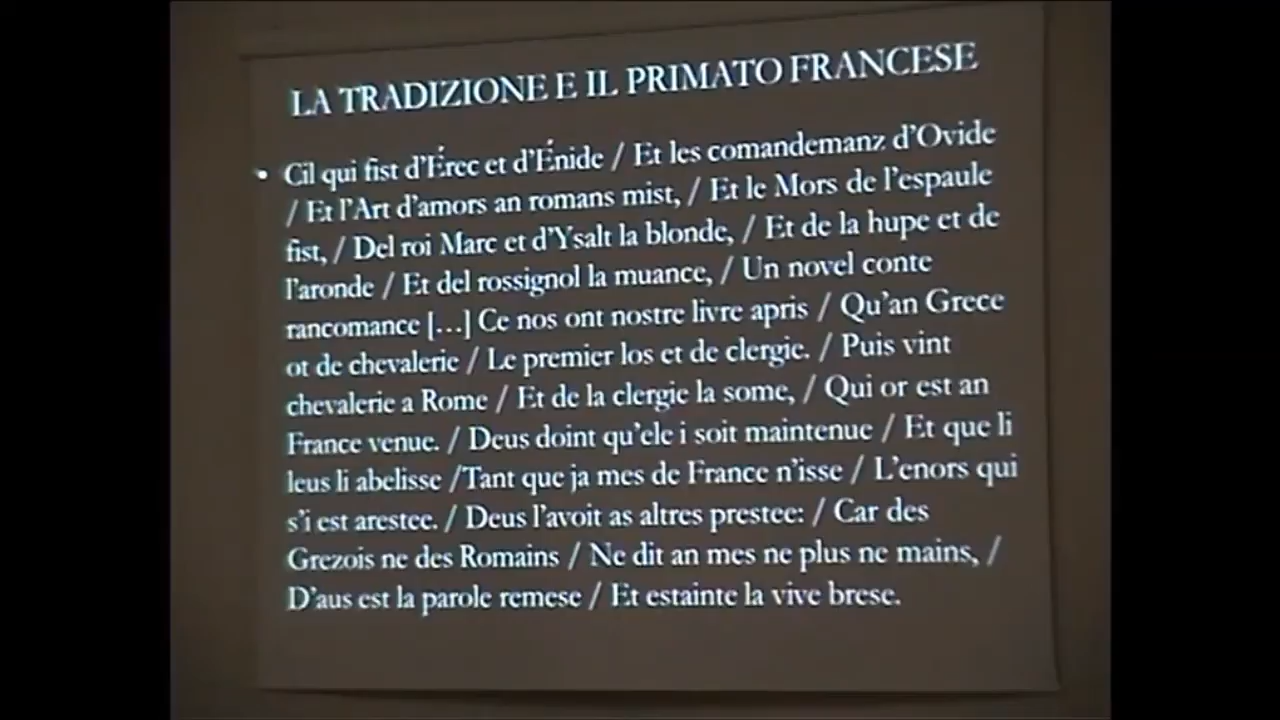 LA TRADIZIONE E IL PRIMATO FRANCESE
• Cil qui fist d'Érec et d'Énide / Et les comandemanz d'Ovide
/ Et l'Art d'amors an romans mist, / Et le Mors de l'espaule
fist, / Del roi Marc et d'Ysalt la blonde, / Et de la hupe et de
l'aronde / Et del rossignol la muance, / Un novel conte
rancomance [...] Ce nos ont nostre livre apris / Qu'an Grece
ot de chevalerie / Le premier los et de clergie. / Puis vint
chevalerie a Rome / Et de la clergie la some, / Qui or est an
France venue. / Deus doint qu'ele i soit maintenue / Et que li
leus li abelisse /Tant que ja mes de France n'isse / L'enors qui
s'i est arestee. / Deus l'avoit as altres prestee: / Car des
Grezois ne des Romains / Ne dit an mes ne plus ne mains, /
D'aus est la parole remese / Et estainte la vive brese.